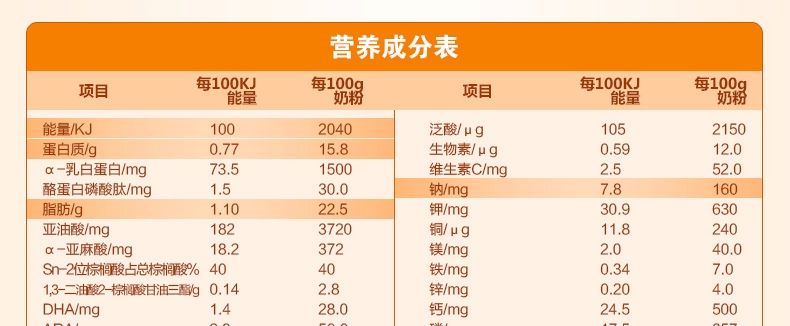 营养成分表
项目 每100KJ能量 每100g奶粉 项目 每100KJ能量 每100g奶粉
能量/KJ 100 2040 泛酸/μg 105 2150
蛋白质/g 0.77 15.8 生物素/μg 0.59 12.0
α-乳白蛋白/mg 73.5 1500 维生素C/mg 2.5 52.0
酪蛋白磷酸肽/mg 1.5 30.0 钠/mg 7.8 160
脂肪/g 1.10 22.5 钾/mg 30.9 630
亚油酸/mg 182 3720 铜/μg 11.8 240
α-亚麻酸/mg 18.2 372 镁/mg 2.0 40.0
Sn-2位棕榈酸占总棕榈酸% 40 40 铁/mg 0.34 7.0
1,3-二油酸2-棕榈酸甘油三酯/g 0.14 2.8 锌/mg 0.20 4.0
DHA/mg 1.4 28.0 钙/mg 24.5 500